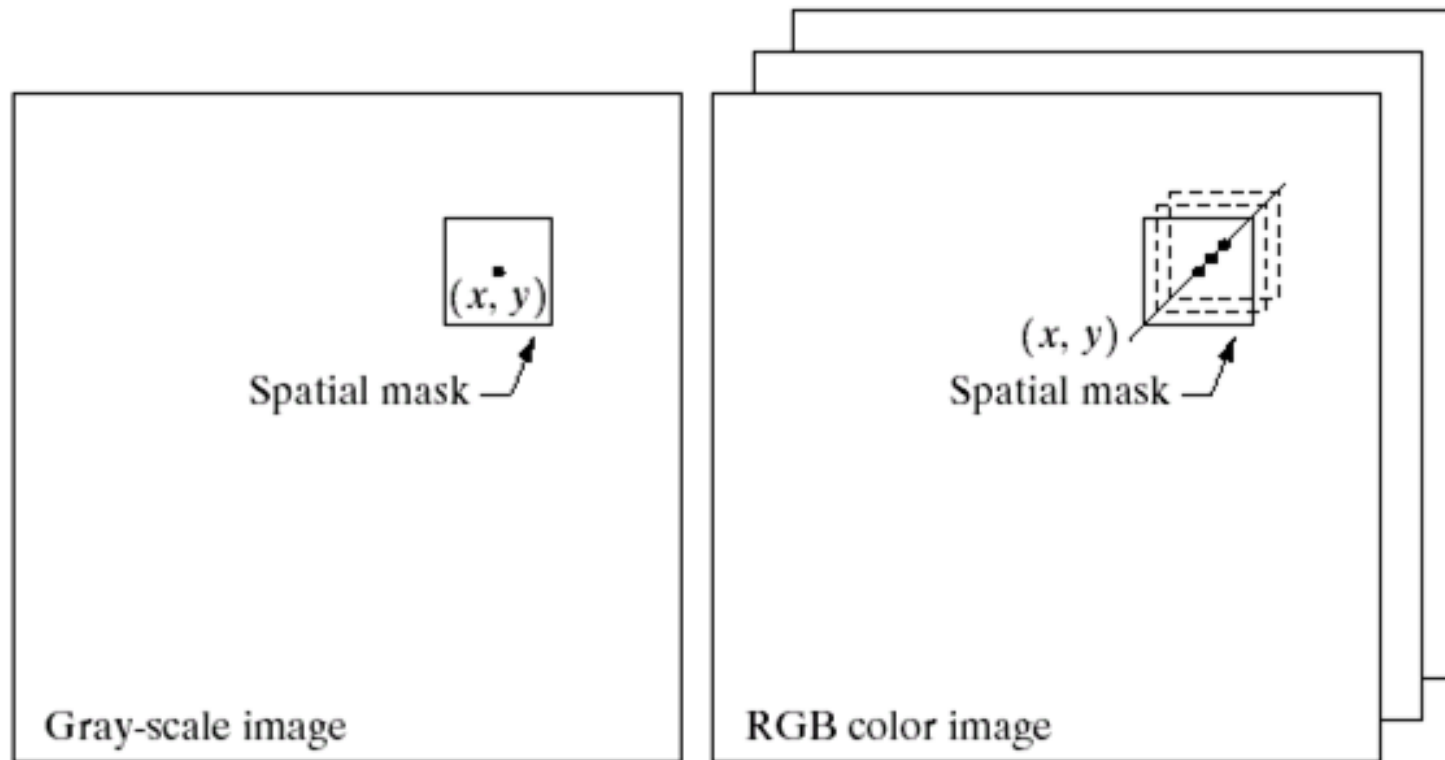 (x, y)
Spatial mask
Gray-scale image
(x, y)
Spatial mask
RGB color image